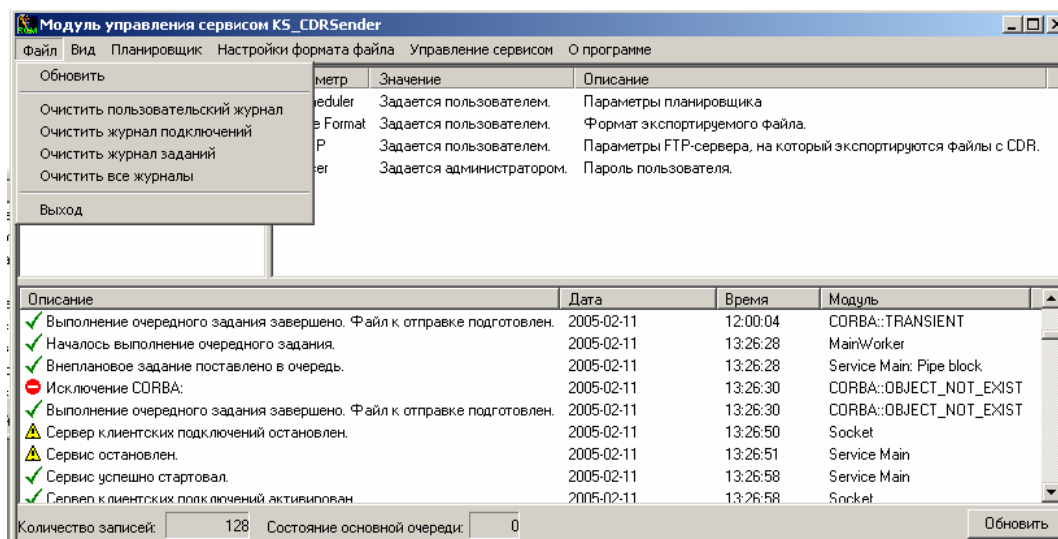 Модуль управления сервисом KS_CDRSender
Файл Вид Планировщик Настройки формата файла Управление сервисом О программе
Обновить
Очистить пользовательский журнал
Очистить журнал подключений
Очистить журнал заданий
Очистить все журналы
Выход
метр Значение Описание
heduler Задается пользователем. Параметры планировщика
e Format Задается пользователем. Формат экспортируемого файла.
P Задается пользователем. Параметры FTP-сервера, на который экспортируются файлы с CDR.
cer Задается администратором. Пароль пользователя.
Описание Дата Время Модуль
Выполнение очередного задания завершено. Файл к отправке подготовлен. 2005-02-11 12:00:04 CORBA::TRANSIENT
Началось выполнение очередного задания. 2005-02-11 13:26:28 MainWorker
Внеплановое задание поставлено в очередь. 2005-02-11 13:26:28 Service Main: Pipe block
Исключение CORBA: 2005-02-11 13:26:30 CORBA::OBJECT_NOT_EXIST
Выполнение очередного задания завершено. Файл к отправке подготовлен. 2005-02-11 13:26:30 CORBA::OBJECT_NOT_EXIST
Сервер клиентских подключений остановлен. 2005-02-11 13:26:50 Socket
Сервис остановлен. 2005-02-11 13:26:51 Service Main
Сервис успешно стартовал. 2005-02-11 13:26:58 Service Main
Сервер клиентских подключений активирован 2005-02-11 13:26:58 Socket
Количество записей: 128 Состояние основной очереди: 0 Обновить